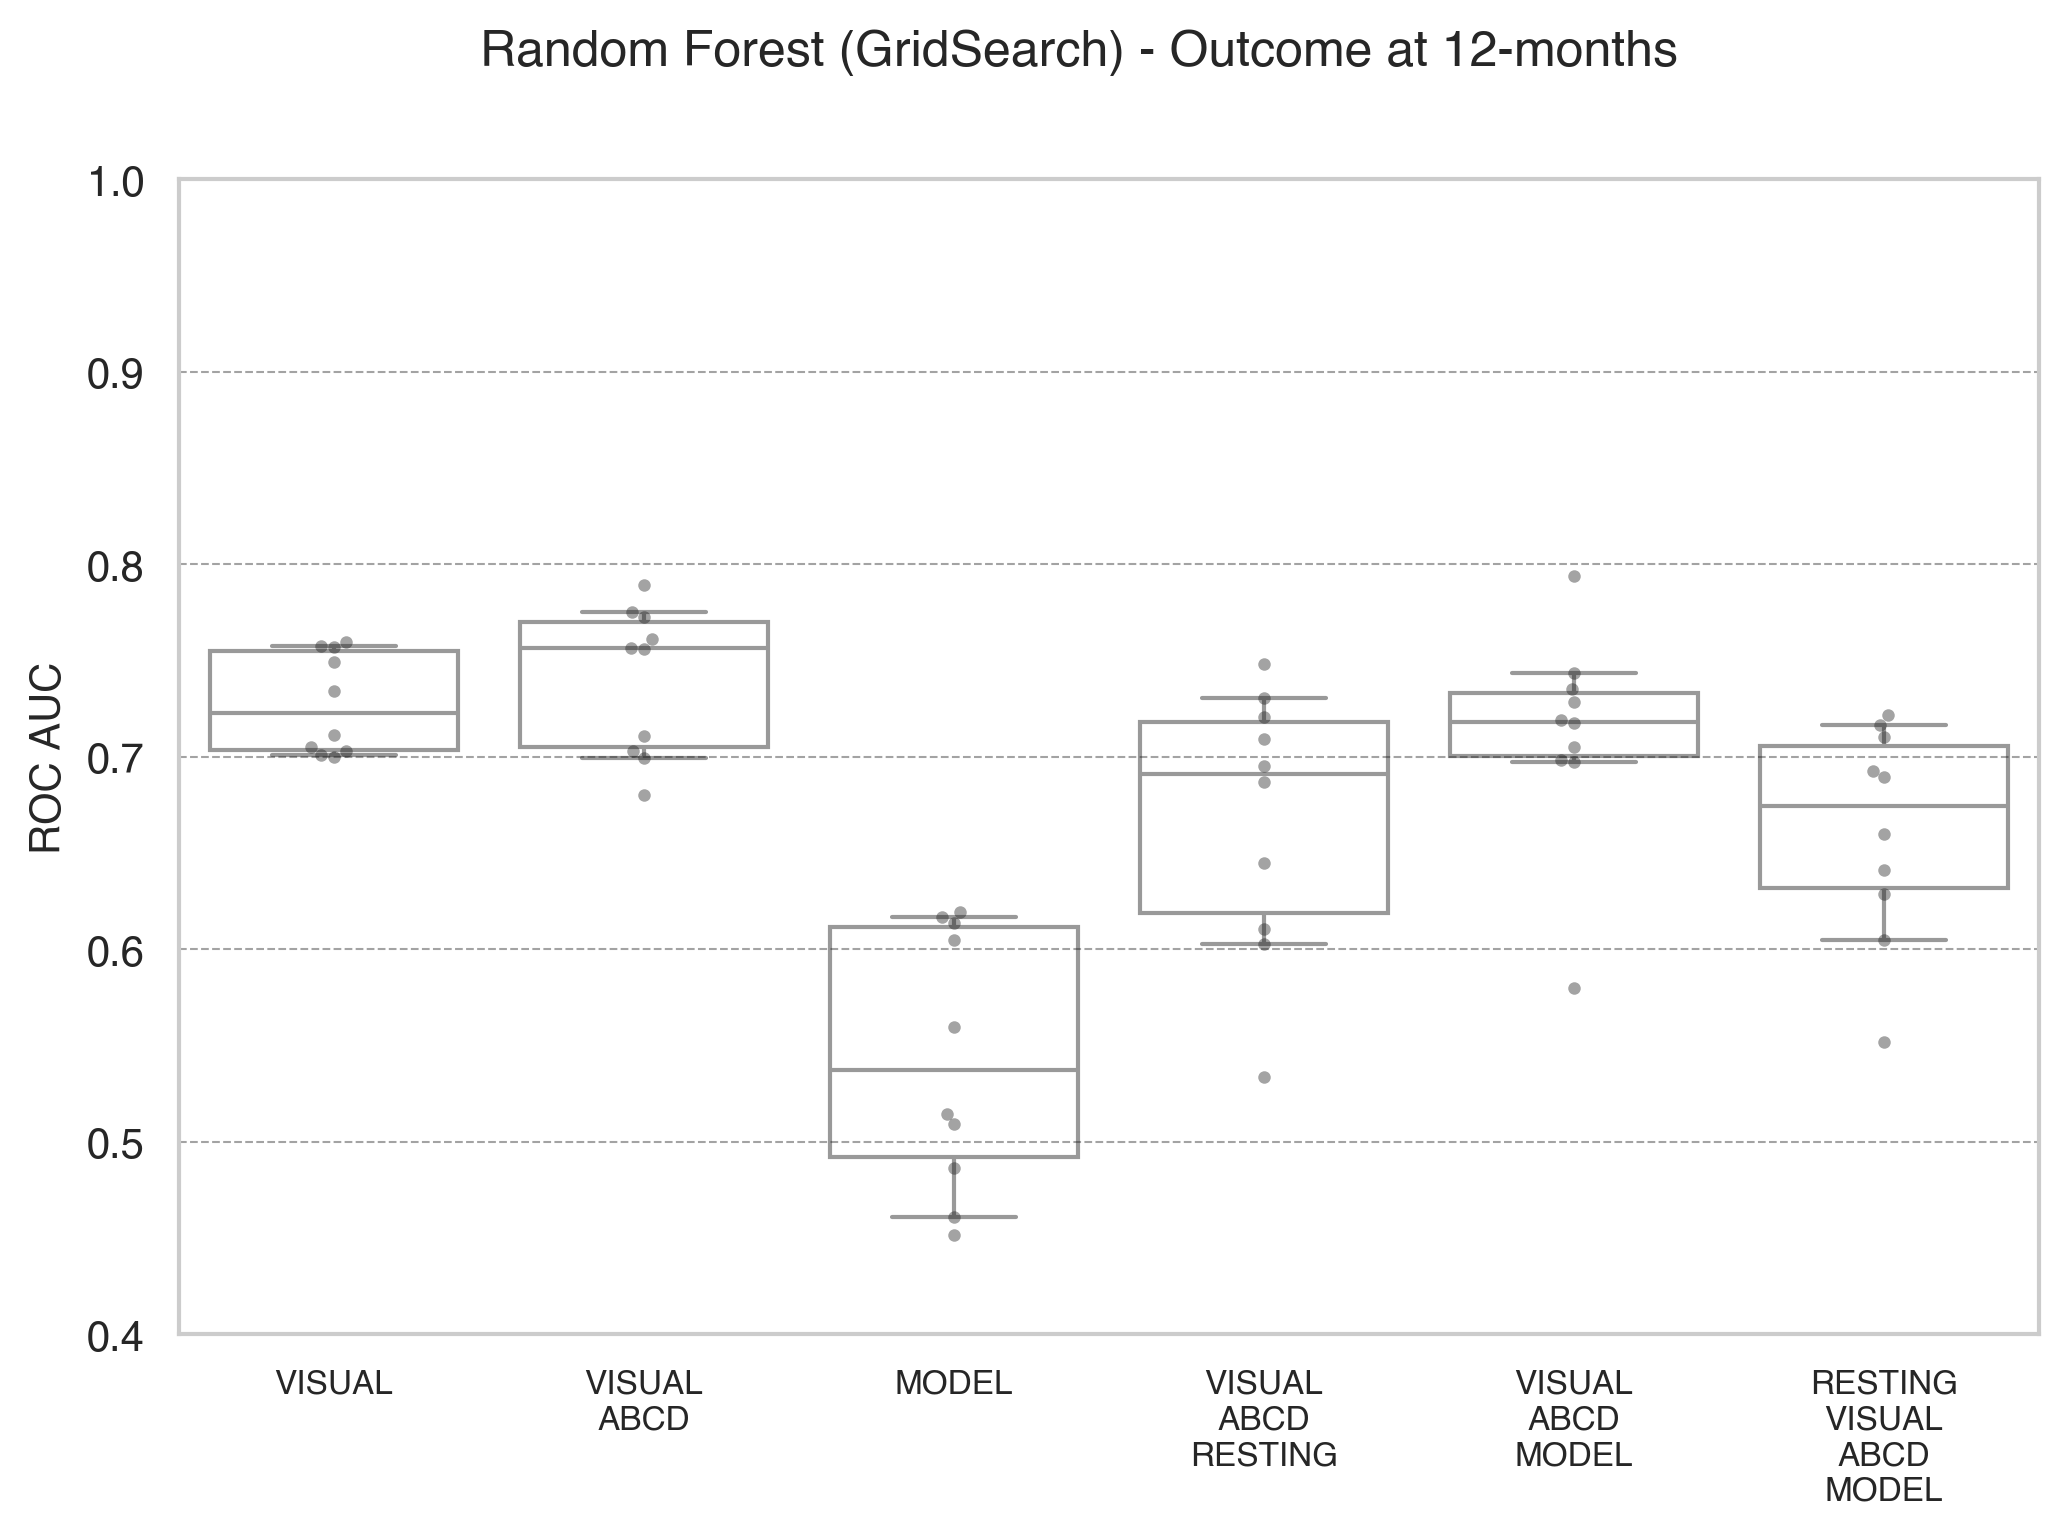 Random Forest (GridSearch) - Outcome at 12-months
1.0
0.9
0.8
0.7
0.6
0.5
0.4
ROC AUC
VISUAL
VISUAL
ABCD
MODEL
VISUAL
ABCD
RESTING
VISUAL
ABCD
MODEL
RESTING
VISUAL
ABCD
MODEL